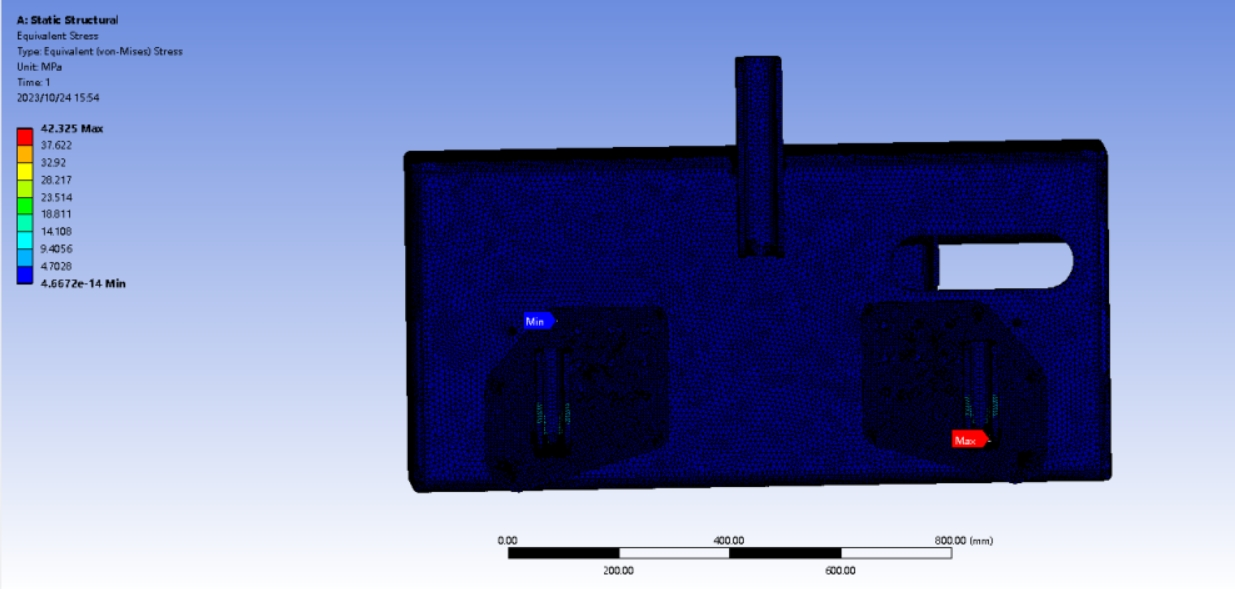 A: Static Structural
Equivalent Stress
Type: Equivalent (von-Mises) Stress
Unit: MPa
Time: 1
2023/10/24 15:54
42.325 Max
37.622
32.92
28.217
23.514
18.811
14.108
9.4056
4.7028
4.6672e-14 Min
Min
Max
0.00 400.00 800.00 (mm)
200.00 600.00